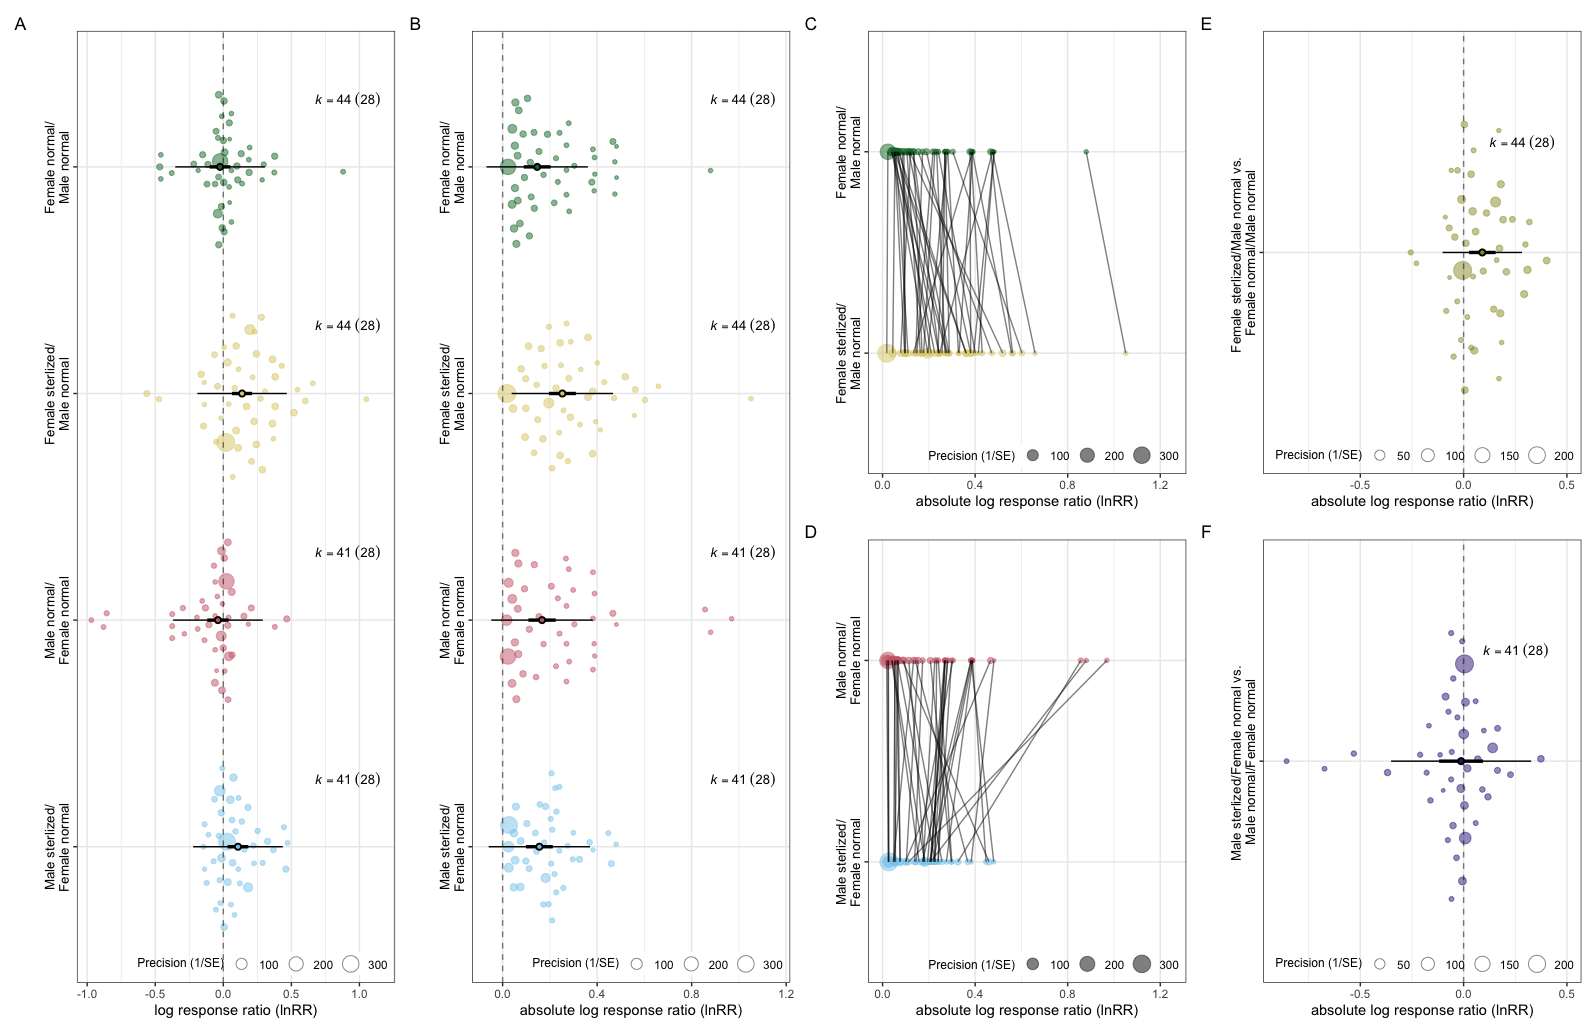 A
B
C
E
Female normal/
Male normal
k = 44 (28)
Female sterlized/
Male normal
k = 44 (28)
Male normal/
Female normal
k = 41 (28)
Male sterlized/
Female normal
k = 41 (28)
Precision (1/SE) 100 200 300
-1.0 -0.5 0.0 0.5 1.0
log response ratio (lnRR)
Female normal/
Male normal
k = 44 (28)
Female sterlized/
Male normal
k = 44 (28)
Male normal/
Female normal
k = 41 (28)
Male sterlized/
Female normal
k = 41 (28)
Precision (1/SE) 100 200 300
0.0 0.4 0.8 1.2
absolute log response ratio (lnRR)
Female normal/
Male normal
Female sterlized/
Male normal
Precision (1/SE) 100 200 300
0.0 0.4 1.2
absolute log response ratio (lnRR)
Female sterlized/Male normal vs.
Female normal/Male normal
k = 44 (28)
Precision (1/SE) 50 100 150 200
-0.5 0.0 0.5
absolute log response ratio (lnRR)
D
F
Male normal/
Female normal
Male sterlized/
Female normal
Precision (1/SE) 100 200 300
0.0 0.4 1.2
absolute log response ratio (lnRR)
Male sterlized/Female normal vs.
Male normal/Female normal
k = 41 (28)
Precision (1/SE) 50 100 150 200
-0.5 0.0 0.5
absolute log response ratio (lnRR)